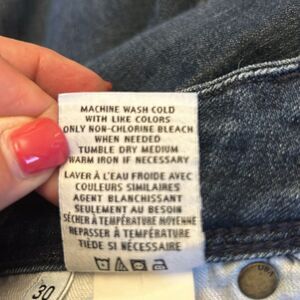 MACHINE WASH COLD
WITH LIKE COLORS
ONLY NON-CHLORINE BLEACH
WHEN NEEDED
TUMBLE DRY MEDIUM
WARM IRON IF NECESSARY
LAVER À L'EAU FROIDE AVEC
COULEURS SIMILAIRES
AGENT BLANCHISSANT
SEULEMENT AU BESOIN
SÉCHER À TEMPÉRATURE MOYENNE
REPASSER À TEMPÉRATURE
TIÈDE SI NÉCESSAIRE
30